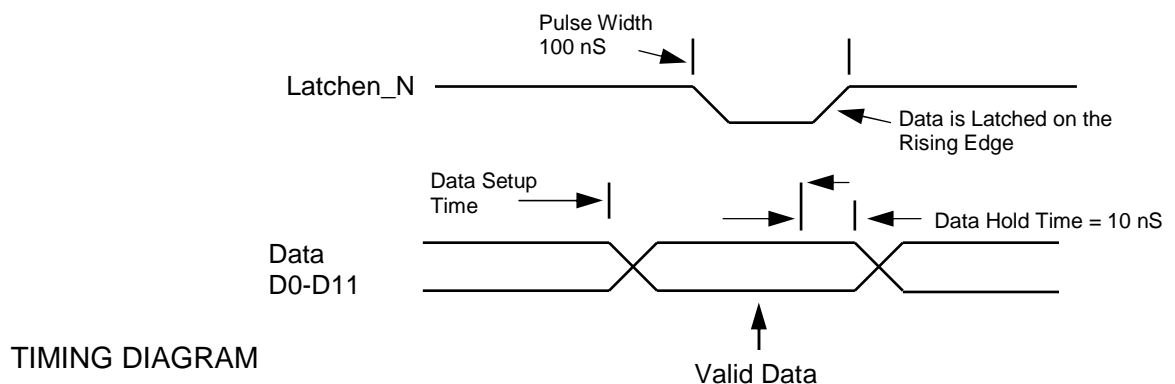 Pulse Width
100 nS
Latchen_N
Data is Latched on the
Rising Edge
Data Setup
Time
Data Hold Time = 10 nS
Data
D0-D11
TIMING DIAGRAM
Valid Data